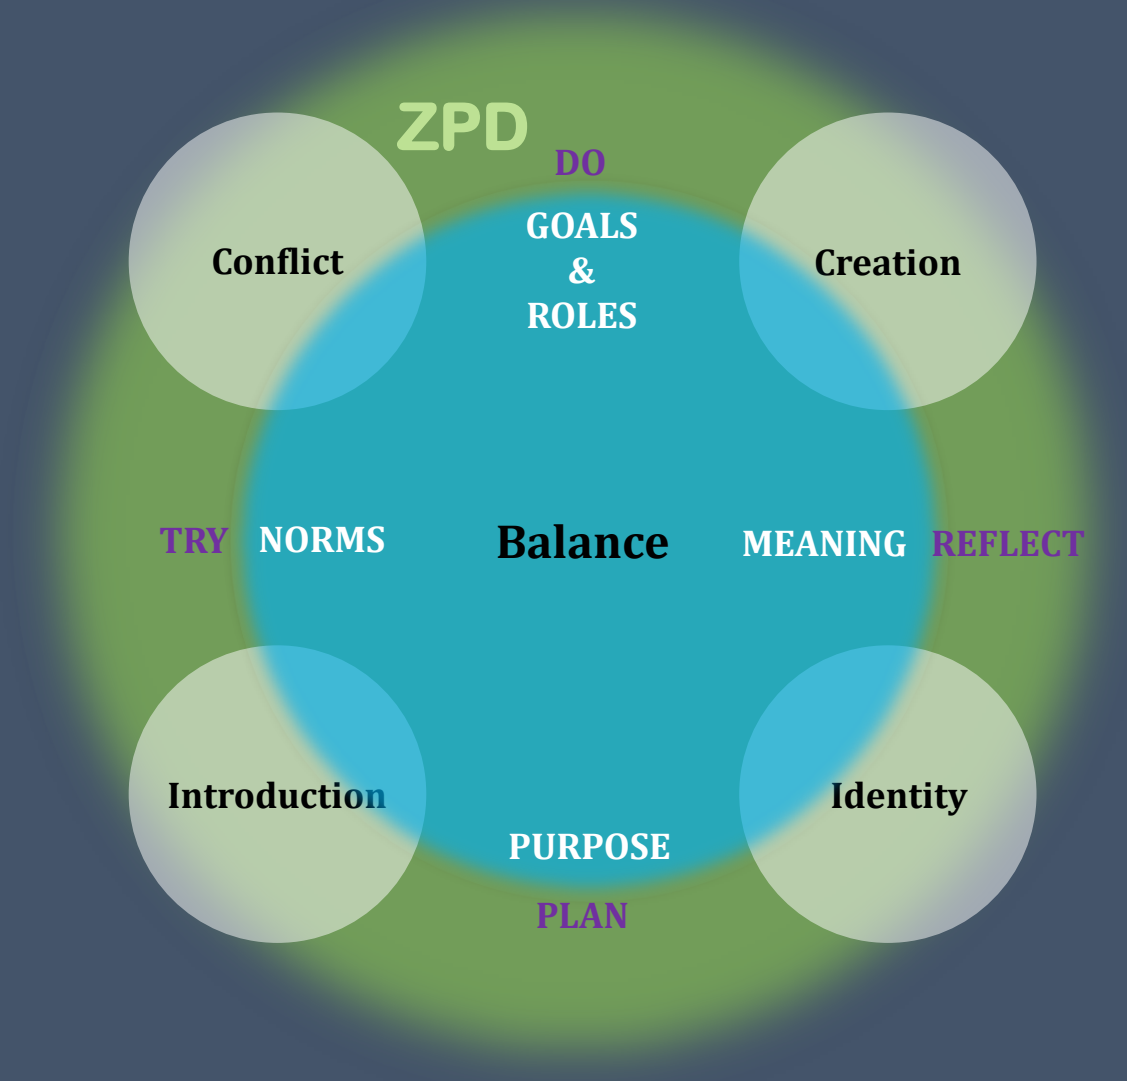 ZPD
DO
GOALS
&
ROLES
Conflict
Creation
TRY
NORMS
Balance
MEANING
REFLECT
Introduction
Identity
PURPOSE
PLAN